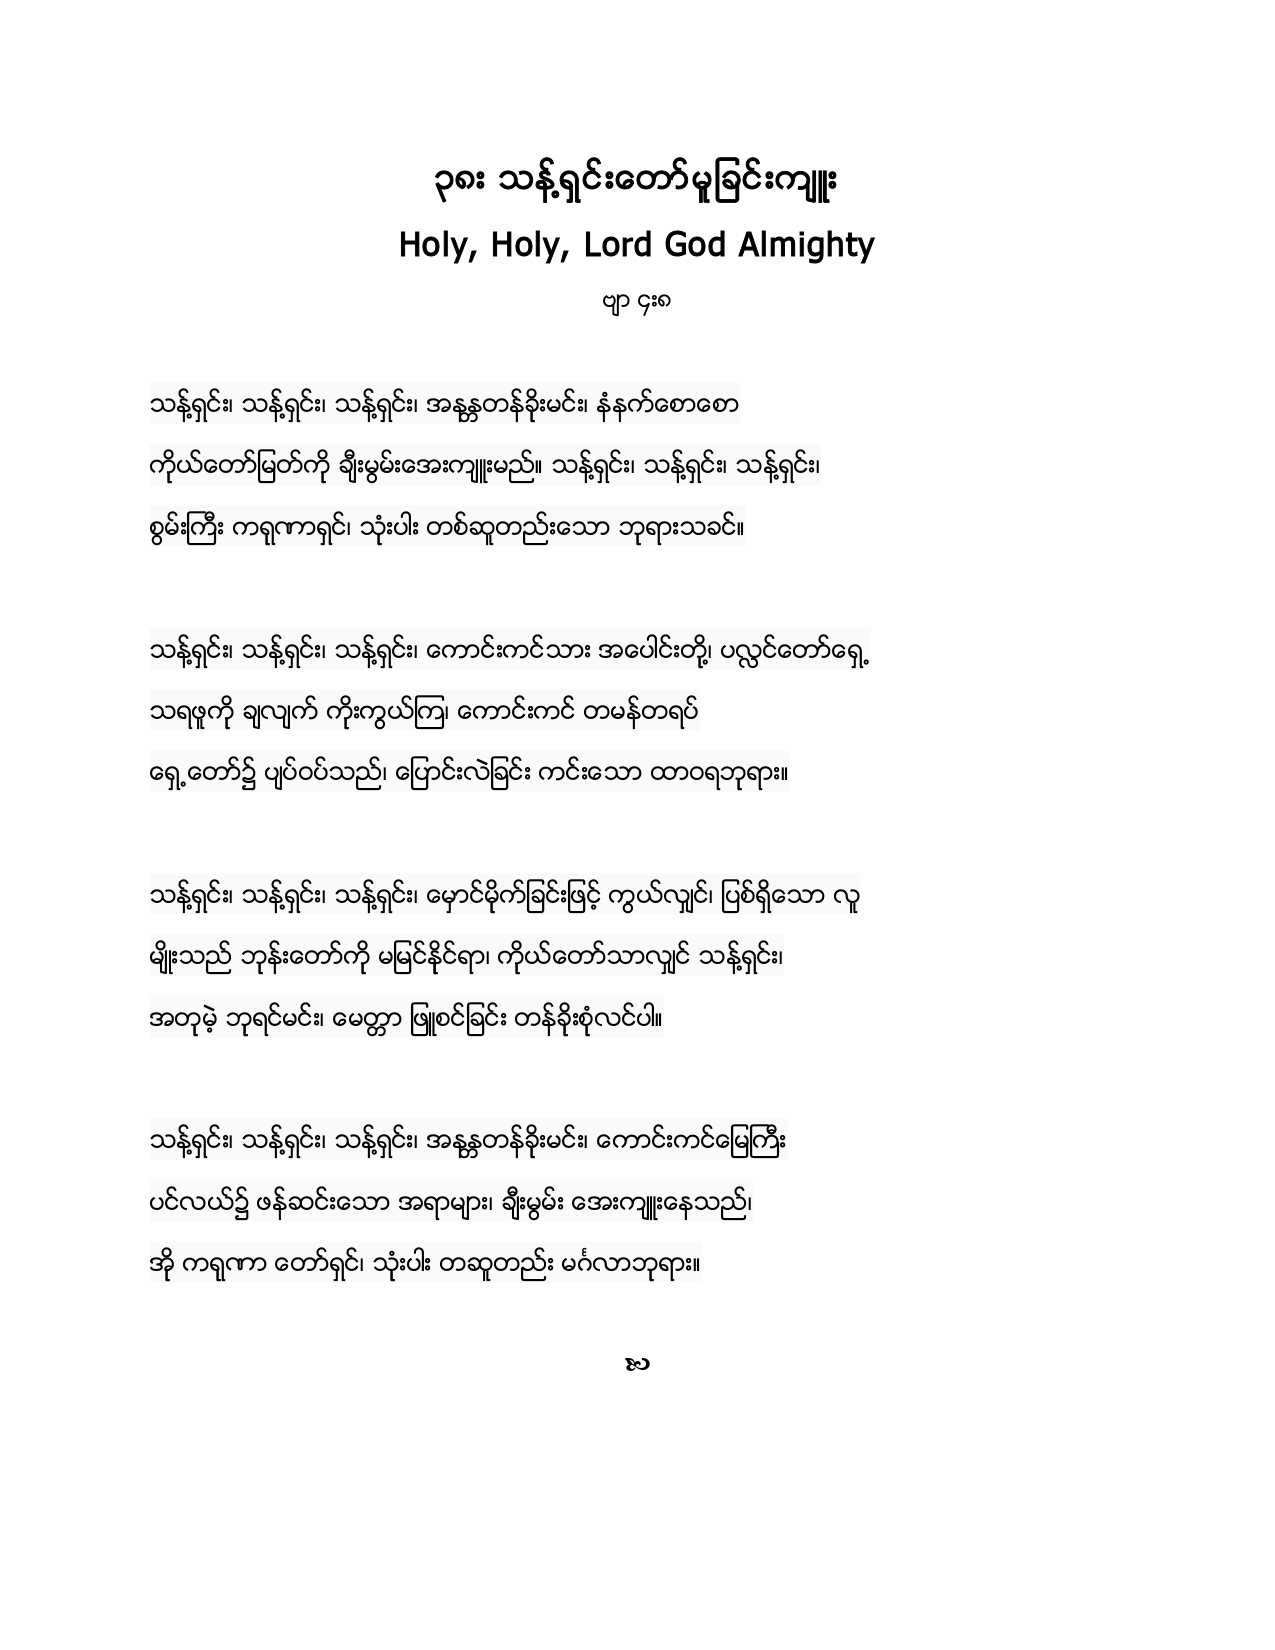 ၃၈း သန့်ရှင်းတော်မူခြင်းကျူး
Holy, Holy, Lord God Almighty
ဗျာ ၄း၈
သန့်ရှင်း၊ သန့်ရှင်း၊ သန့်ရှင်း၊ အနန္တတန်ခိုးမင်း၊ နံနက်စောစော
ကိုယ်တော်မြတ်ကို ချီးမွမ်းအေးကျူးမည်။ သန့်ရှင်း၊ သန့်ရှင်း၊ သန့်ရှင်း၊
စွမ်းကြီး ကရုဏာရှင်၊ သုံးပါး တစ်ဆူတည်းသော ဘုရားသခင်။
သန့်ရှင်း၊ သန့်ရှင်း၊ သန့်ရှင်း၊ ကောင်းကင်သား အပေါင်းတို့၊ ပလ္လင်တော်ရှေ့
သရဖူကို ချလျက် ကိုးကွယ်ကြ၊ ကောင်းကင် တမန်တရပ်
ရှေ့တော်၌ ပျပ်ဝပ်သည်၊ ပြောင်းလဲခြင်း ကင်းသော ထာဝရဘုရား။
သန့်ရှင်း၊ သန့်ရှင်း၊ သန့်ရှင်း၊ မှောင်မိုက်ခြင်းဖြင့် ကွယ်လျှင်၊ ပြစ်ရှိသော လူ
မျိုးသည် ဘုန်းတော်ကို မမြင်နိုင်ရာ၊ ကိုယ်တော်သာလျှင် သန့်ရှင်း၊
အတုမဲ့ ဘုရင်မင်း၊ မေတ္တာ ဖြူစင်ခြင်း တန်ခိုးစုံလင်ပါ။
သန့်ရှင်း၊ သန့်ရှင်း၊ သန့်ရှင်း၊ အနန္တတန်ခိုးမင်း၊ ကောင်းကင်မြေကြီး
ပင်လယ်၌ ဖန်ဆင်းသော အရာများ၊ ချီးမွမ်း အေးကျူးနေသည်၊
အို ကရုဏာ တော်ရှင်၊ သုံးပါး တဆူတည်း မင်္ဂလာဘုရား။